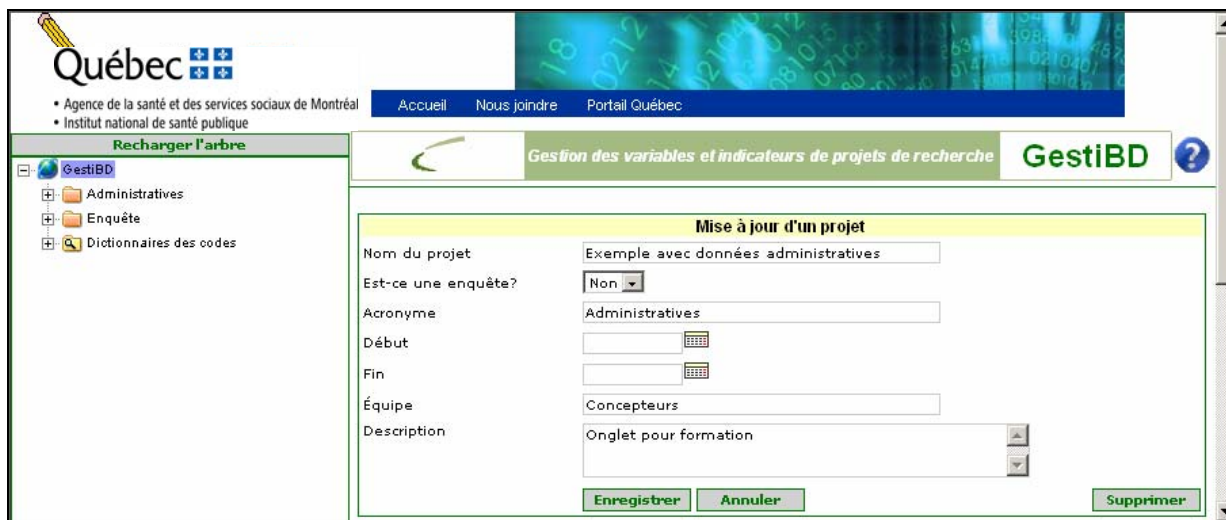 Québec
• Agence de la santé et des services sociaux de Montréal
• Institut national de santé publique
Accueil Nous joindre Portail Québec
Recharger l'arbre
GestiBD
Administratives
Enquête
Dictionnaires des codes
Gestion des variables et indicateurs de projets de recherche
GestiBD
?
Mise à jour d'un projet
Nom du projet Exemple avec données administratives
Est-ce une enquête? Non
Acronyme Administratives
Début
Fin
Équipe Concepteurs
Description Onglet pour formation
Enregistrer Annuler Supprimer